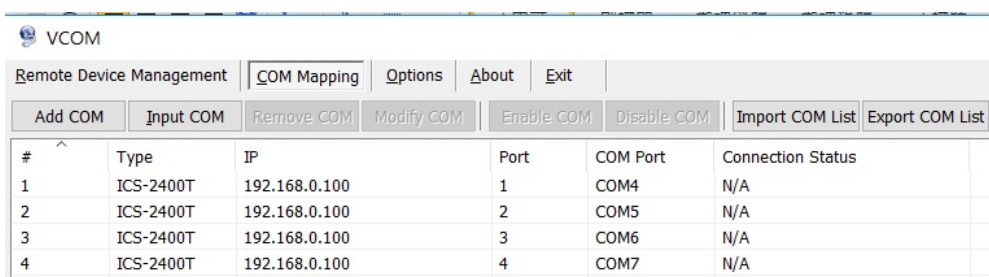 VCOM
Remote Device Management COM Mapping Options About Exit
Add COM Input COM Remove COM Modify COM Enable COM Disable COM Import COM List Export COM List
# Type IP Port COM Port Connection Status
1 ICS-2400T 192.168.0.100 1 COM4 N/A
2 ICS-2400T 192.168.0.100 2 COM5 N/A
3 ICS-2400T 192.168.0.100 3 COM6 N/A
4 ICS-2400T 192.168.0.100 4 COM7 N/A